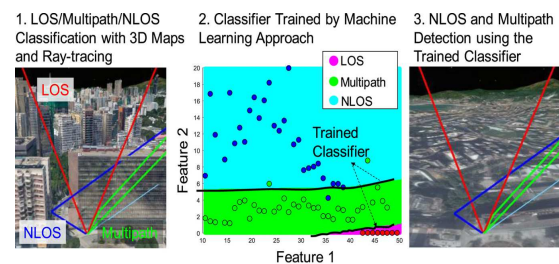 1. LOS/Multipath/NLOS
Classification with 3D Maps
and Ray-tracing
2. Classifier Trained by Machine
Learning Approach
3. NLOS and Multipath
Detection using the
Trained Classifier
LOS
NLOS
Multipath
LOS
Multipath
NLOS
Trained
Classifier
Feature 2
20
18
16
14
12
10
8
6
4
2
0
10 15 20 25 30 35 40 45 50
Feature 1